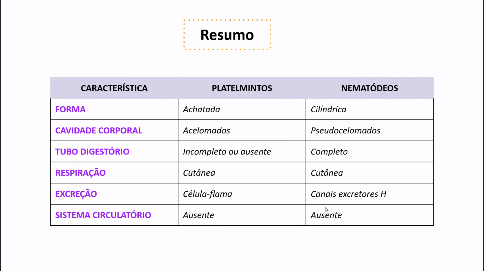 Resumo
CARACTERÍSTICA PLATELMINTOS NEMATÓDEOS
FORMA Achatada Cilíndrica
CAVIDADE CORPORAL Acelomados Pseudocelomados
TUBO DIGESTÓRIO Incompleto ou ausente Completo
RESPIRAÇÃO Cutânea Cutânea
EXCREÇÃO Célula-flama Canais excretores H
SISTEMA CIRCULATÓRIO Ausente Ausente